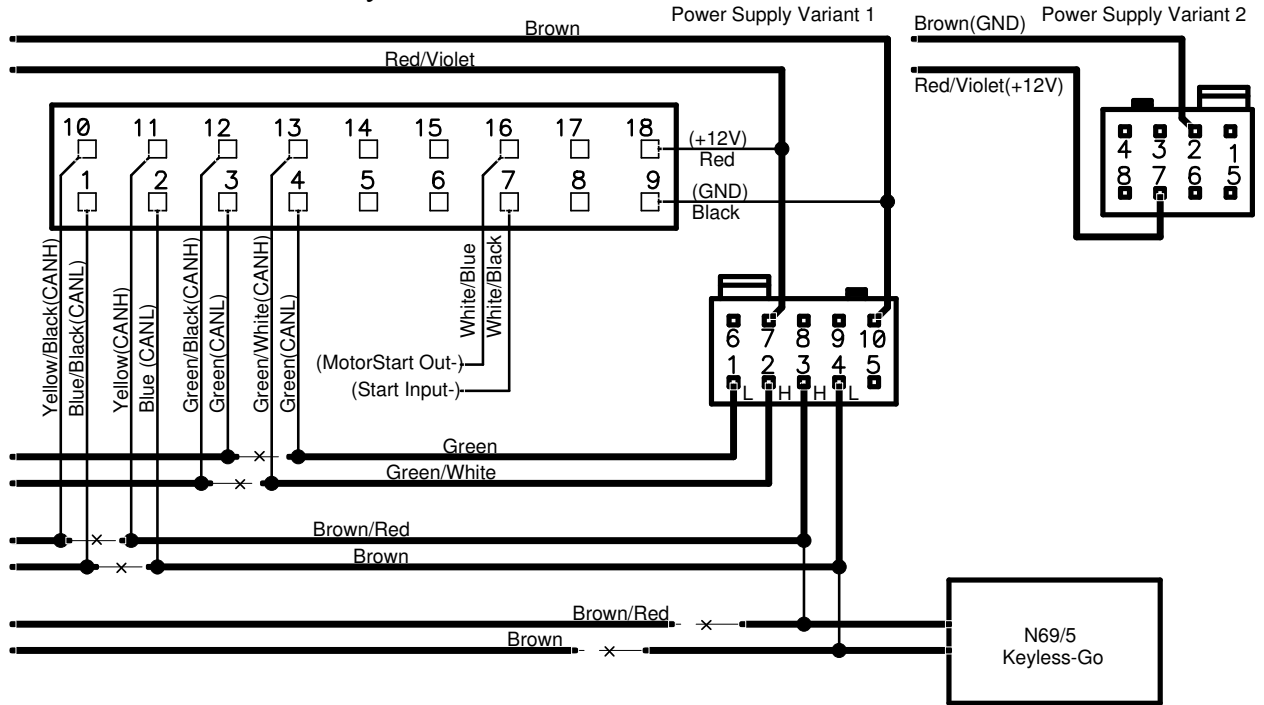 Power Supply Variant 1
Power Supply Variant 2
Brown
Brown(GND)
Red/Violet
Red/Violet(+12V)
10 11 12 13 14 15 16 17 18
(+12V)
Red
1 2 3 4 5 6 7 8 9
(GND)
Black
4 3 2 1
8 7 6 5
Yellow/Black(CANH)
Blue/Black(CANL)
Yellow(CANH)
Blue (CANL)
Green/Black(CANH)
Green(CANL)
Green/White(CANH)
Green(CANL)
White/Blue
White/Black
(MotorStart Out-)
(Start Input-)
6 7 8 9 10
1 2 3 4 5
L H H L
Green
Green/White
Brown/Red
Brown
Brown/Red
Brown
N69/5
Keyless-Go